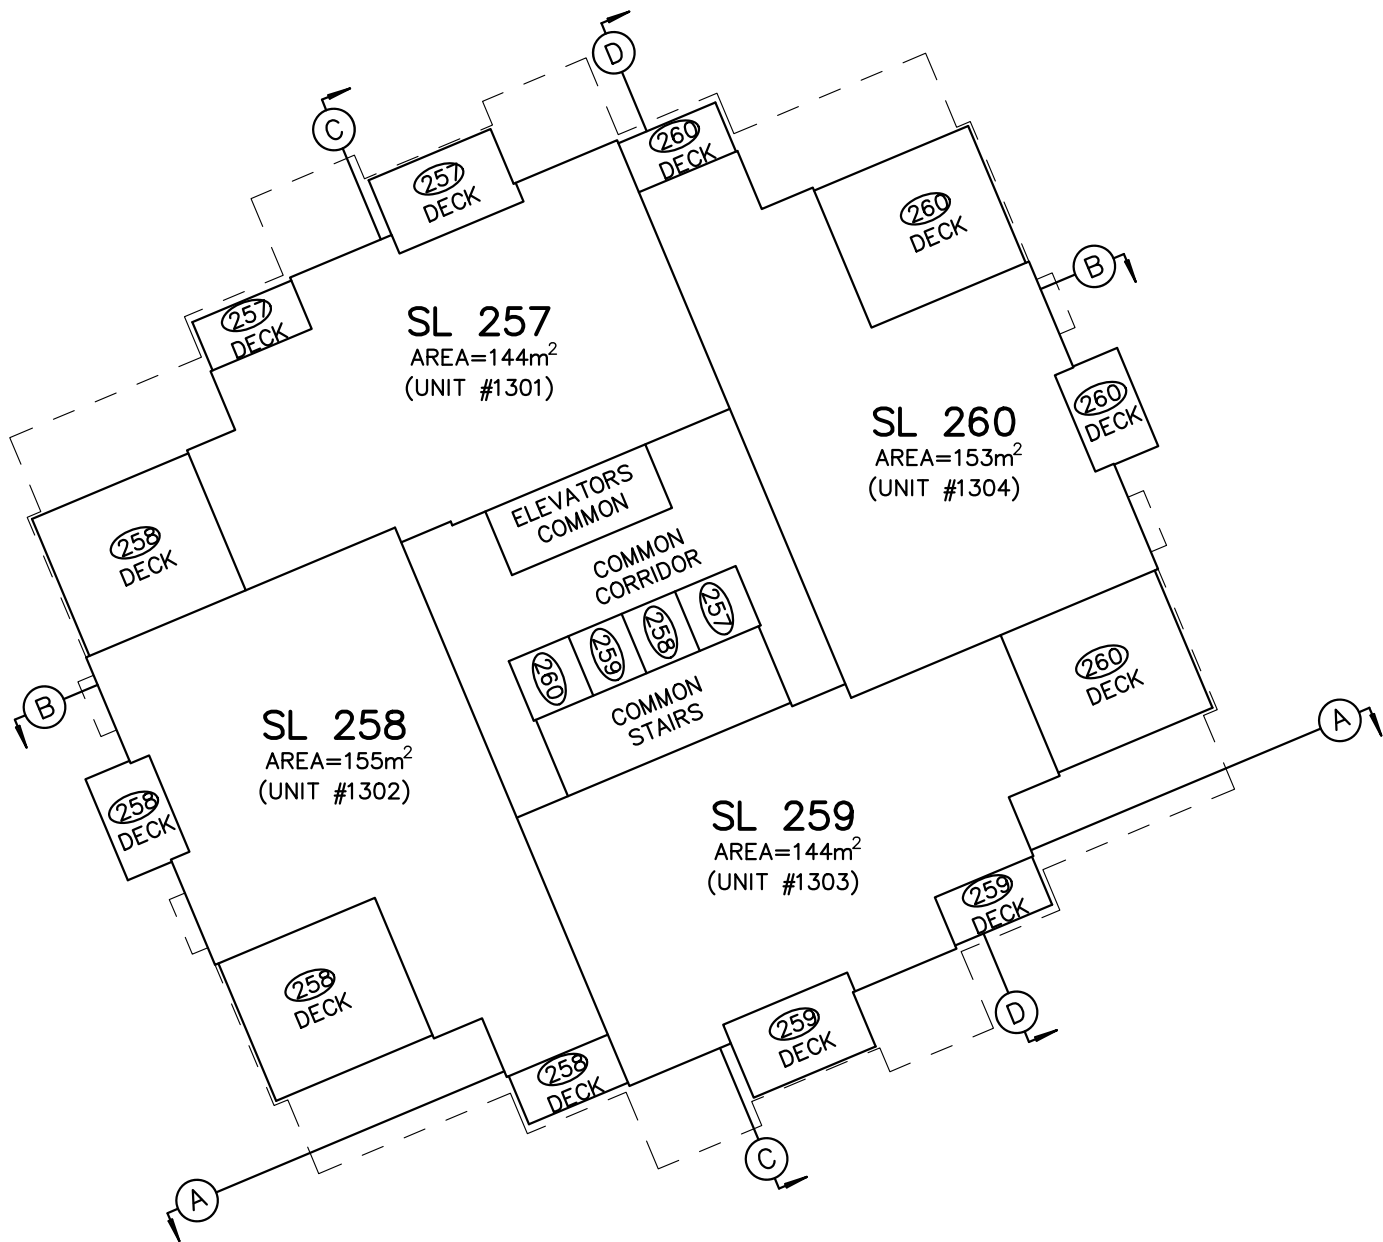 D
C
260
DECK
257
DECK
260
DECK
B
257
DECK
SL 257
AREA=144m²
(UNIT #1301)
260
DECK
SL 260
AREA=153m²
(UNIT #1304)
ELEVATORS
COMMON
258
DECK
COMMON
CORRIDOR
257
258
259
260
COMMON
STAIRS
260
DECK
B
A
SL 258
AREA=155m²
(UNIT #1302)
258
DECK
SL 259
AREA=144m²
(UNIT #1303)
259
DECK
258
DECK
259
DECK
D
258
DECK
C
A